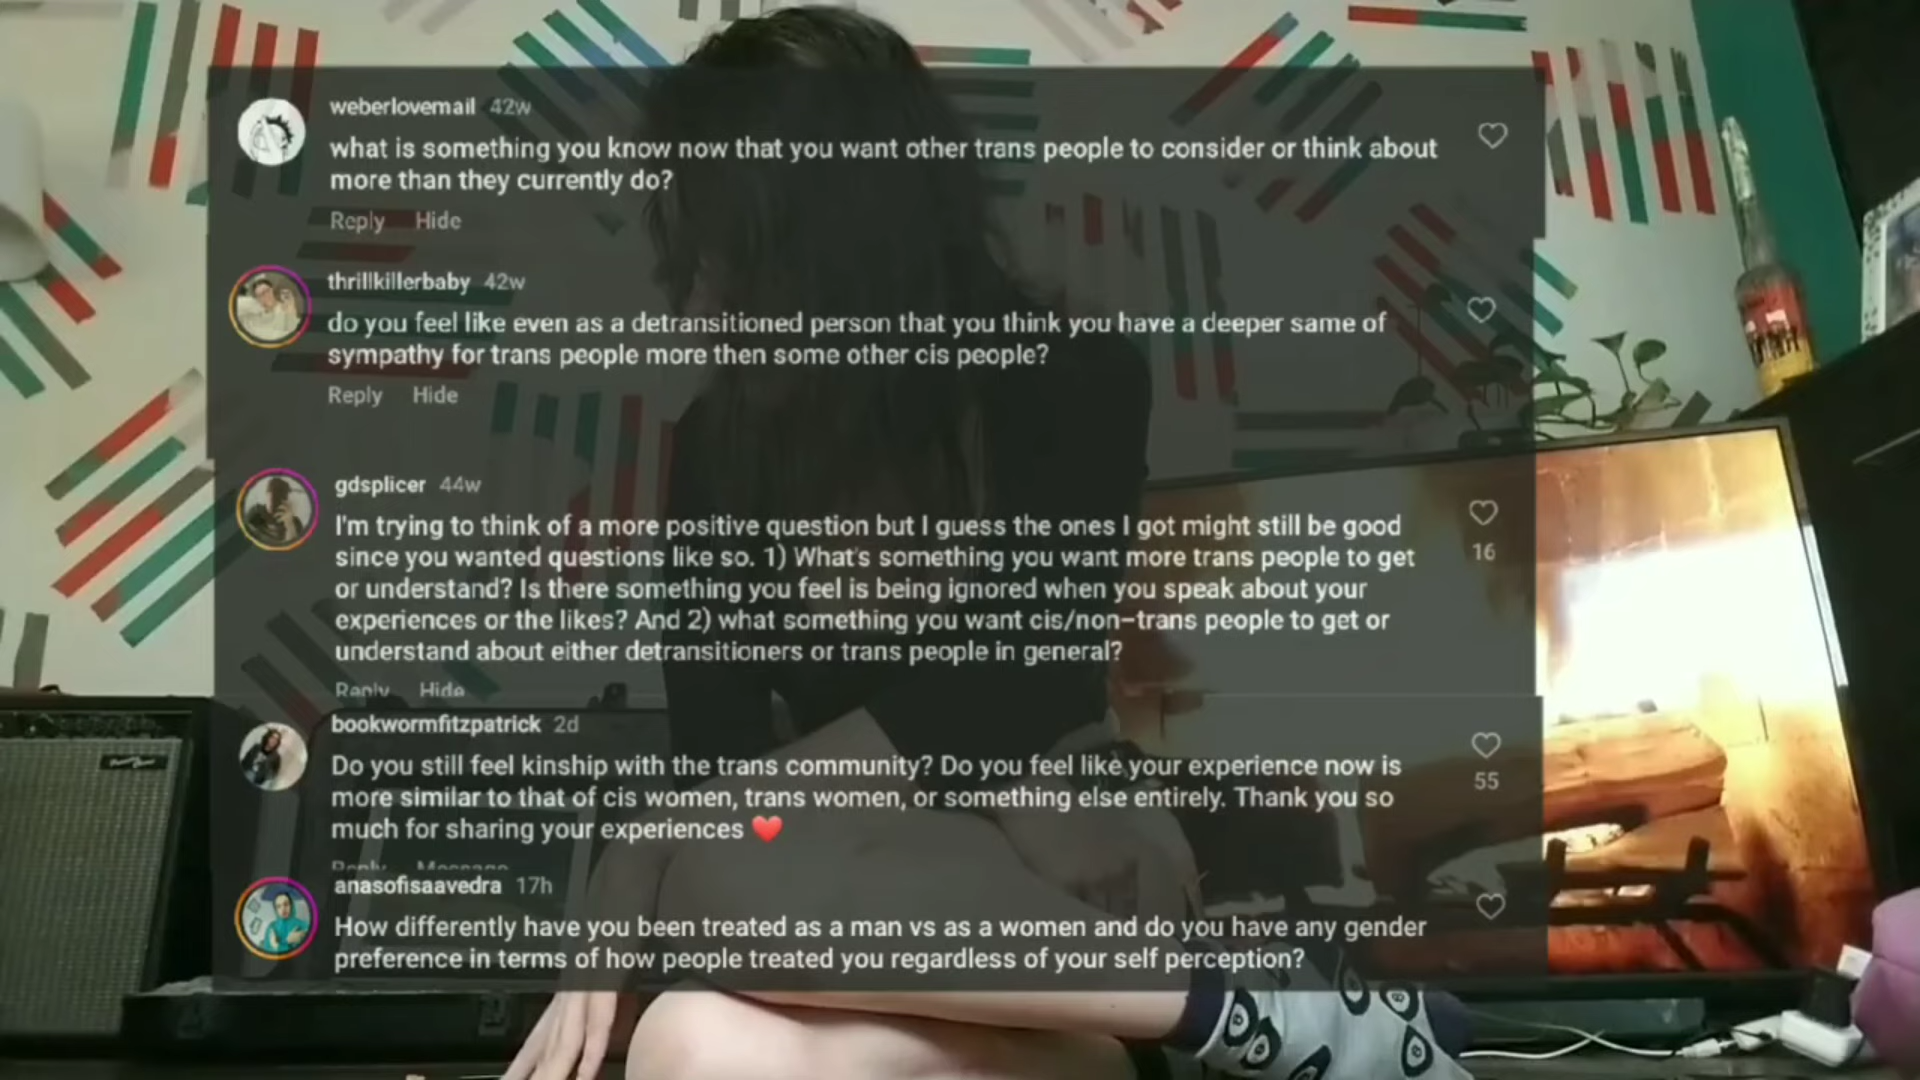 weberlovemail 42w
what is something you know now that you want other trans people to consider or think about
more than they currently do?
Reply Hide
thrillkillerbaby 42w
do you feel like even as a detransitioned person that you think you have a deeper same of
sympathy for trans people more then some other cis people?
Reply Hide
gdsplicer 44w
I'm trying to think of a more positive question but I guess the ones I got might still be good
since you wanted questions like so. 1) What's something you want more trans people to get
or understand? Is there something you feel is being ignored when you speak about your
experiences or the likes? And 2) what something you want cis/non-trans people to get or
understand about either detransitioners or trans people in general?
16
Reply Hide
bookwormfitzpatrick 2d
Do you still feel kinship with the trans community? Do you feel like your experience now is
more similar to that of cis women, trans women, or something else entirely. Thank you so
much for sharing your experiences ❤️
55
Reply Message
anasofisaavedra 17h
How differently have you been treated as a man vs as a women and do you have any gender
preference in terms of how people treated you regardless of your self perception?